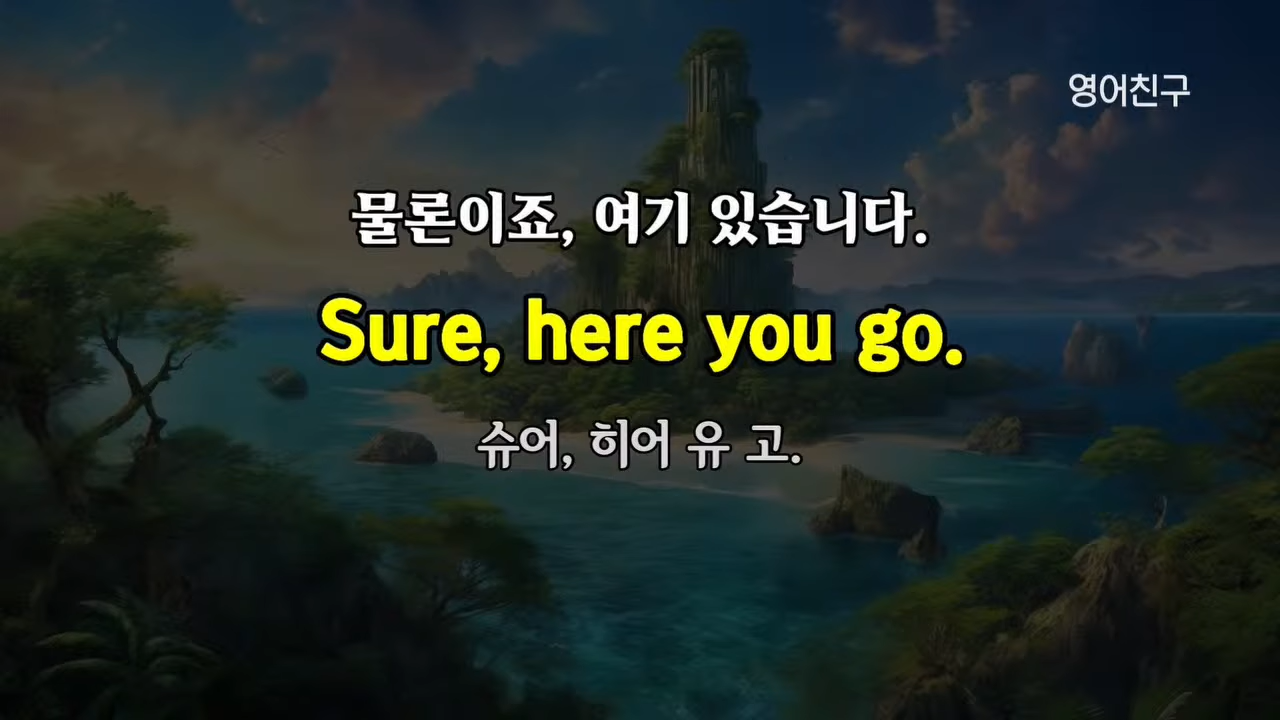 영어친구
물론이죠, 여기 있습니다.
Sure, here you go.
슈어, 히어 유 고.